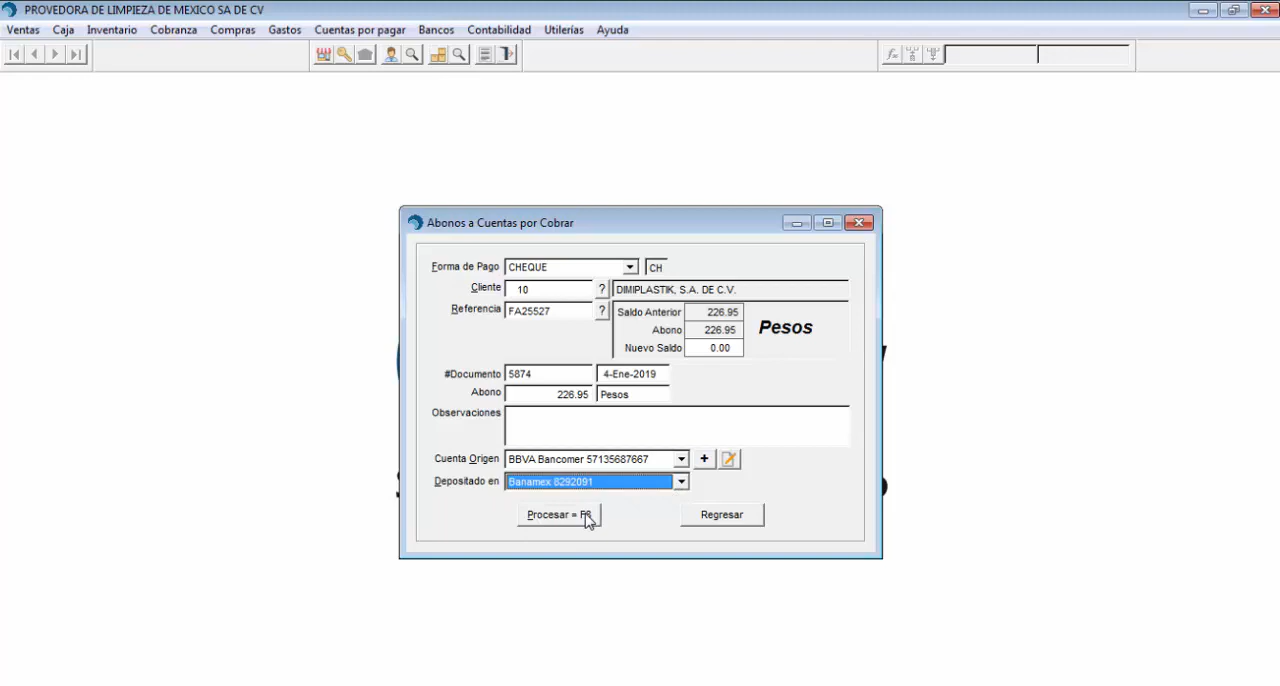 PROVEDORA DE LIMPIEZA DE MEXICO SA DE CV
Ventas Caja Inventario Cobranza Compras Gastos Cuentas por pagar Bancos Contabilidad Utilerías Ayuda
Abonos a Cuentas por Cobrar
Forma de Pago CHEQUE CH
Cliente 10 ? DIMIPLASTIK, S.A. DE C.V.
Referencia FA25527 ? Saldo Anterior 226.95
Abono 226.95 Pesos
Nuevo Saldo 0.00
#Documento 5874 4-Ene-2019
Abono 226.95 Pesos
Observaciones
Cuenta Origen BBVA Bancomer 57135687667 +
Depositado en Banamex 8292091
Procesar = Regresar